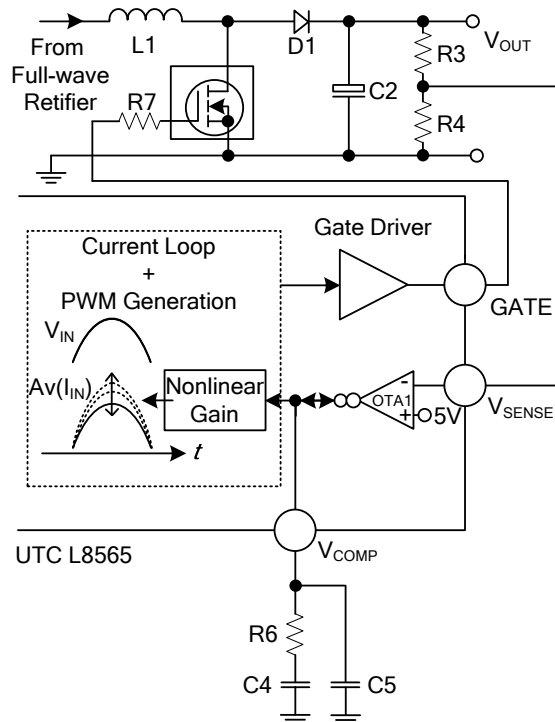 L1
D1
From
Full-wave
Retifier
R7
C2
R3
R4
VOUT
Current Loop
+
PWM Generation
Gate Driver
GATE
VIN
Av(IIN)
t
Nonlinear
Gain
OTA1
-
+
5V
VSENSE
VCOMP
UTC L8565
R6
C4
C5